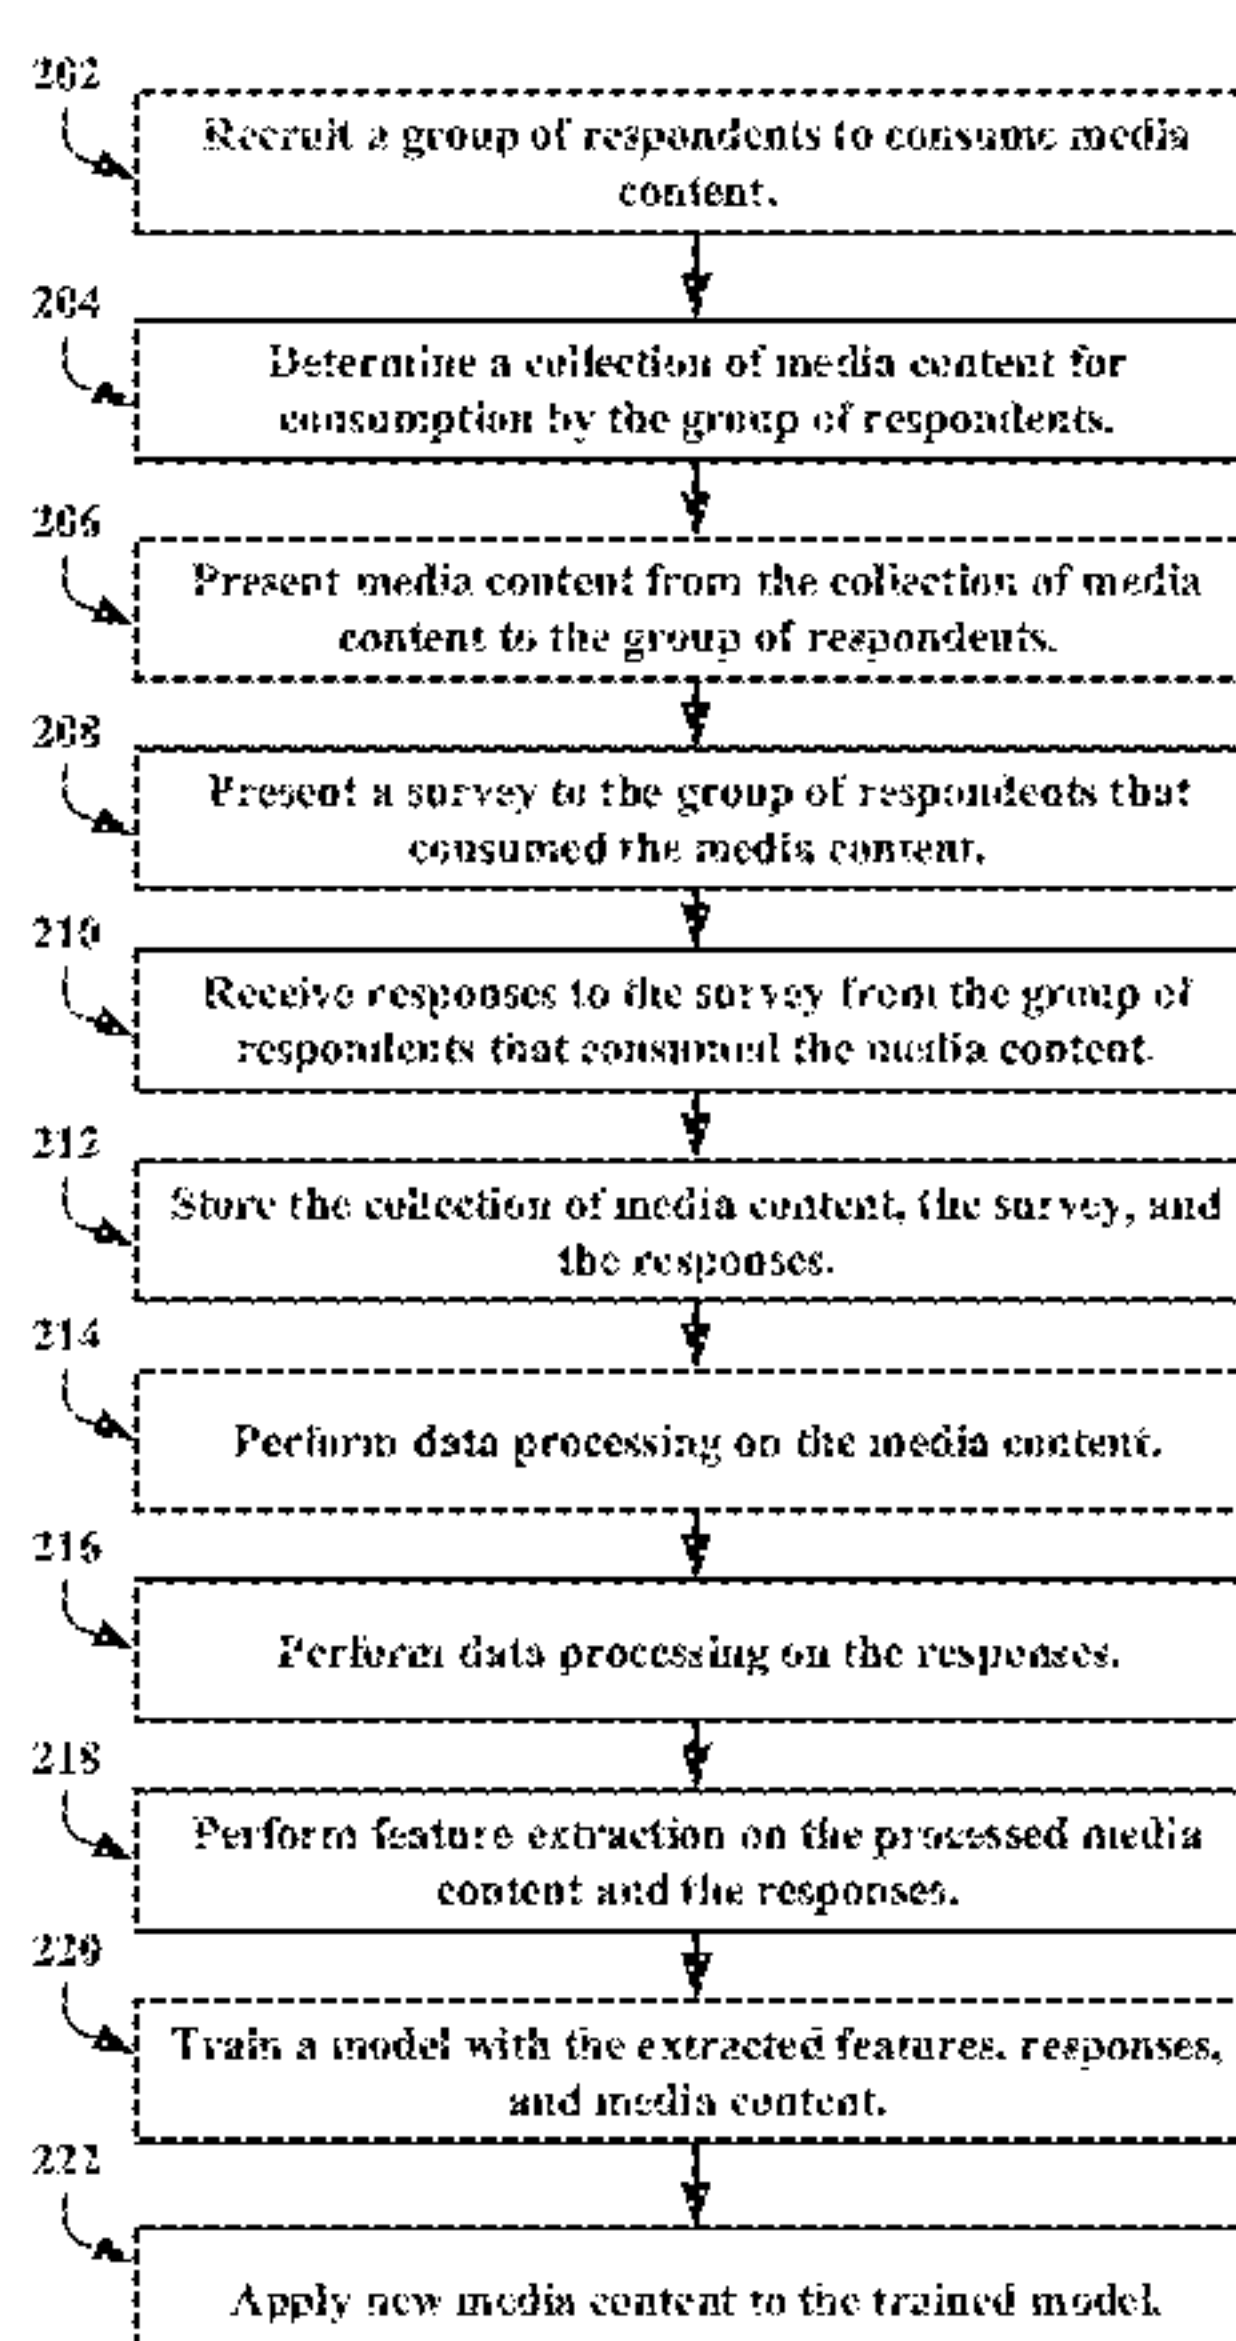 202
Recruit a group of respondents to consume media
content.
204
Determine a collection of media content for
consumption by the group of respondents.
206
Present media content from the collection of media
content to the group of respondents.
208
Present a survey to the group of respondents that
consumed the media content.
210
Receive responses to the survey from the group of
respondents that consumed the media content.
212
Store the collection of media content, the survey, and
the responses.
214
Perform data processing on the media content.
216
Perform data processing on the responses.
218
Perform feature extraction on the processed media
content and the responses.
220
Train a model with the extracted features, responses,
and media content.
222
Apply new media content to the trained model.